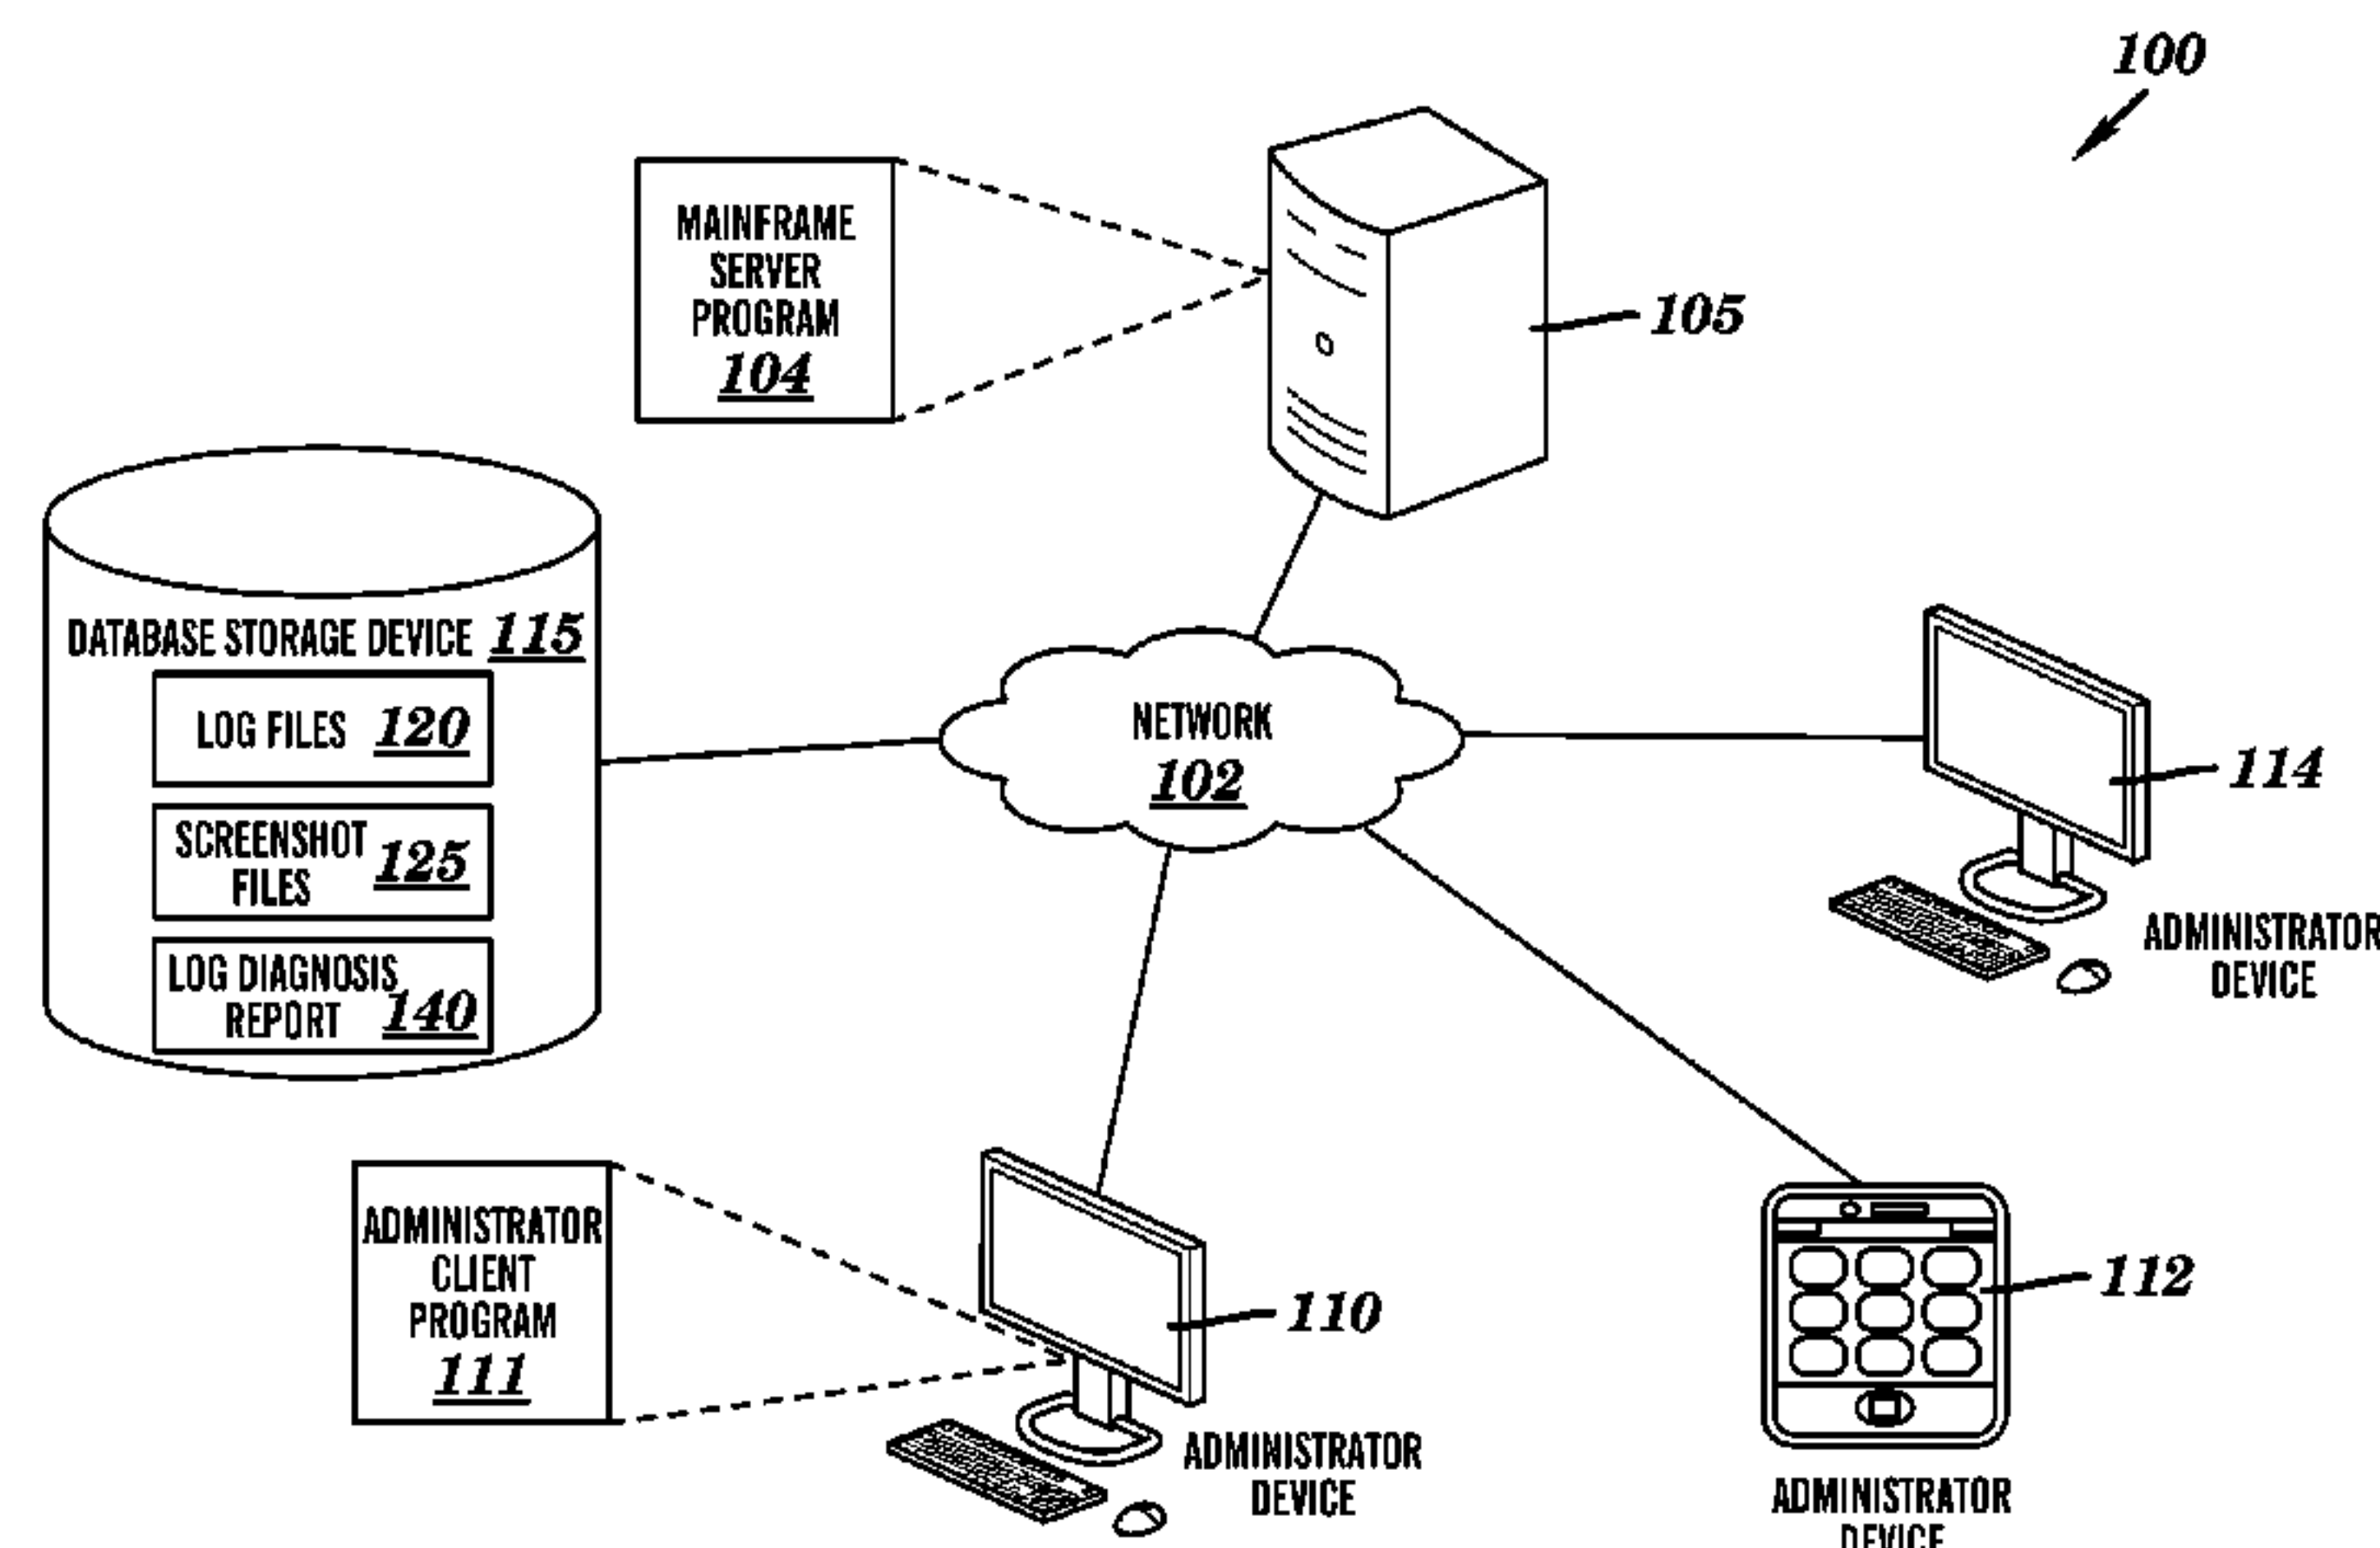 100
MAINFRAME
SERVER
PROGRAM
104
105
DATABASE STORAGE DEVICE 115
LOG FILES 120
SCREENSHOT
FILES 125
LOG DIAGNOSIS
REPORT 140
NETWORK
102
114
ADMINISTRATOR
DEVICE
ADMINISTRATOR
CLIENT
PROGRAM
111
110
ADMINISTRATOR
DEVICE
112
ADMINISTRATOR
DEVICE